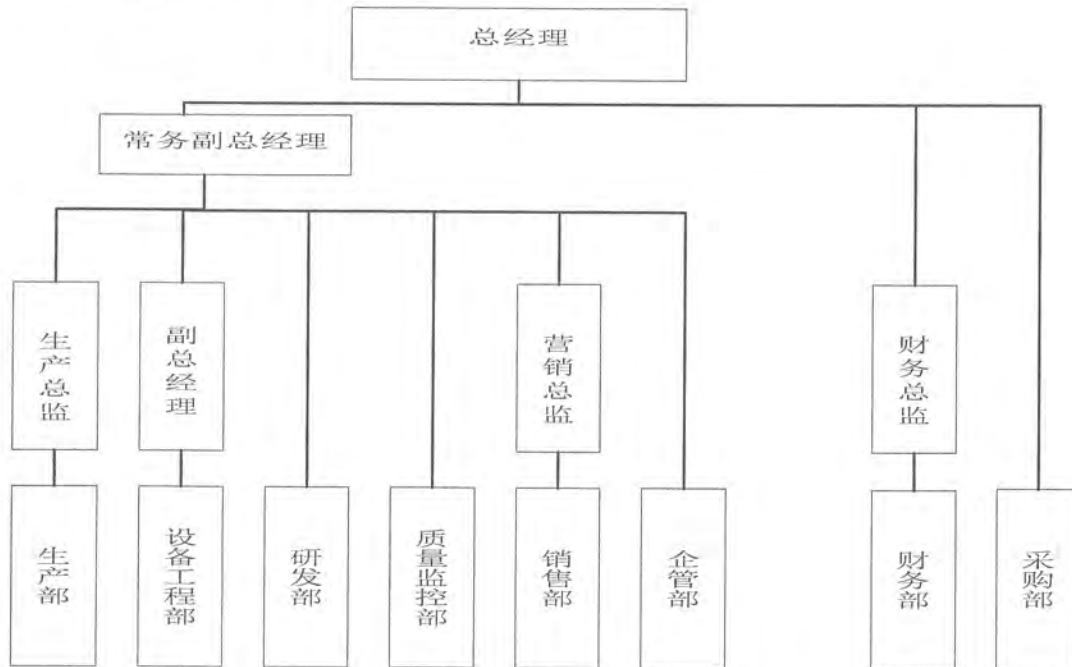 总经理
常务副总经理
生产总监
副总经理
营销总监
财务总监
生产部
设备工程部
研发部
质量监控部
销售部
企管部
财务部
采购部